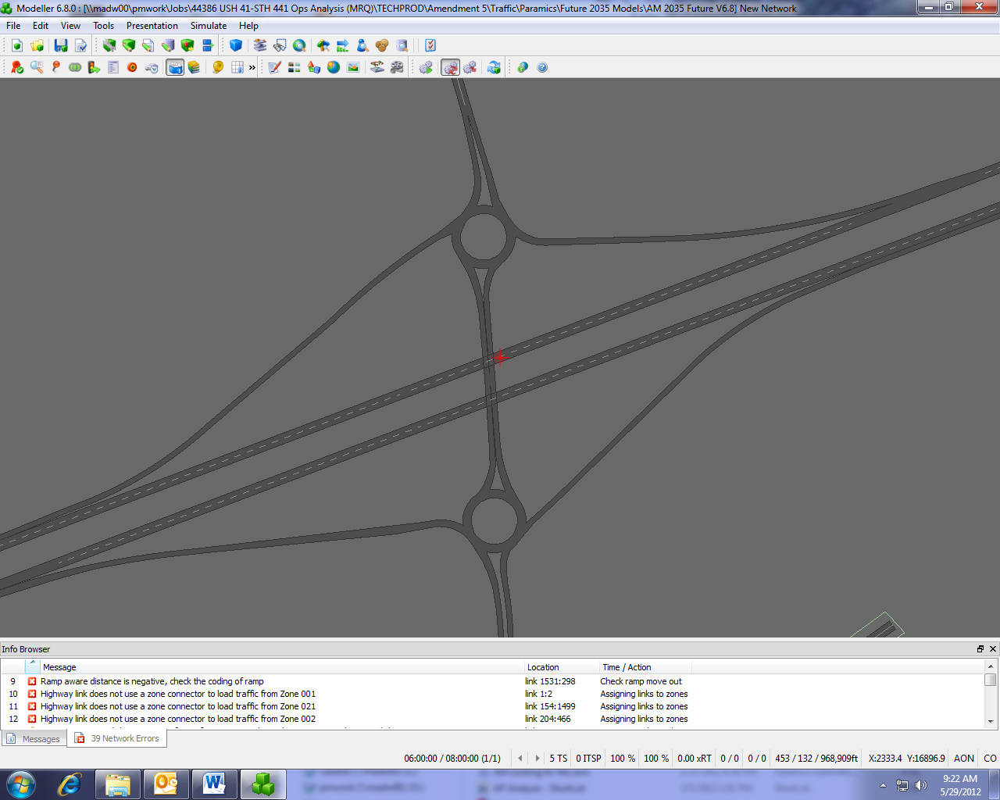 Modeller 6.8.0 : [\\madw00\pmwork\Jobs\44386 USH 41-STH 441 Ops Analysis (MRQ)\TECHPROD\Amendment 5\Traffic\Paramics\Future 2035 Models\AM 2035 Future V6.8] New Network
File Edit View Tools Presentation Simulate Help
»
Info Browser
Message Location Time / Action
9 Ramp aware distance is negative, check the coding of ramp link 1531:298 Check ramp move out
10 Highway link does not use a zone connector to load traffic from Zone 001 link 1:2 Assigning links to zones
11 Highway link does not use a zone connector to load traffic from Zone 021 link 154:1499 Assigning links to zones
12 Highway link does not use a zone connector to load traffic from Zone 002 link 204:466 Assigning links to zones
Messages 39 Network Errors
06:00:00 / 08:00:00 (1/1) 5 TS 0 ITSP 100 % 100 % 0.00 xRT 0 / 0 0 / 0 453 / 132 / 968,909ft X:2333.4 Y:16896.9 AON CO
9:22 AM
5/29/2012